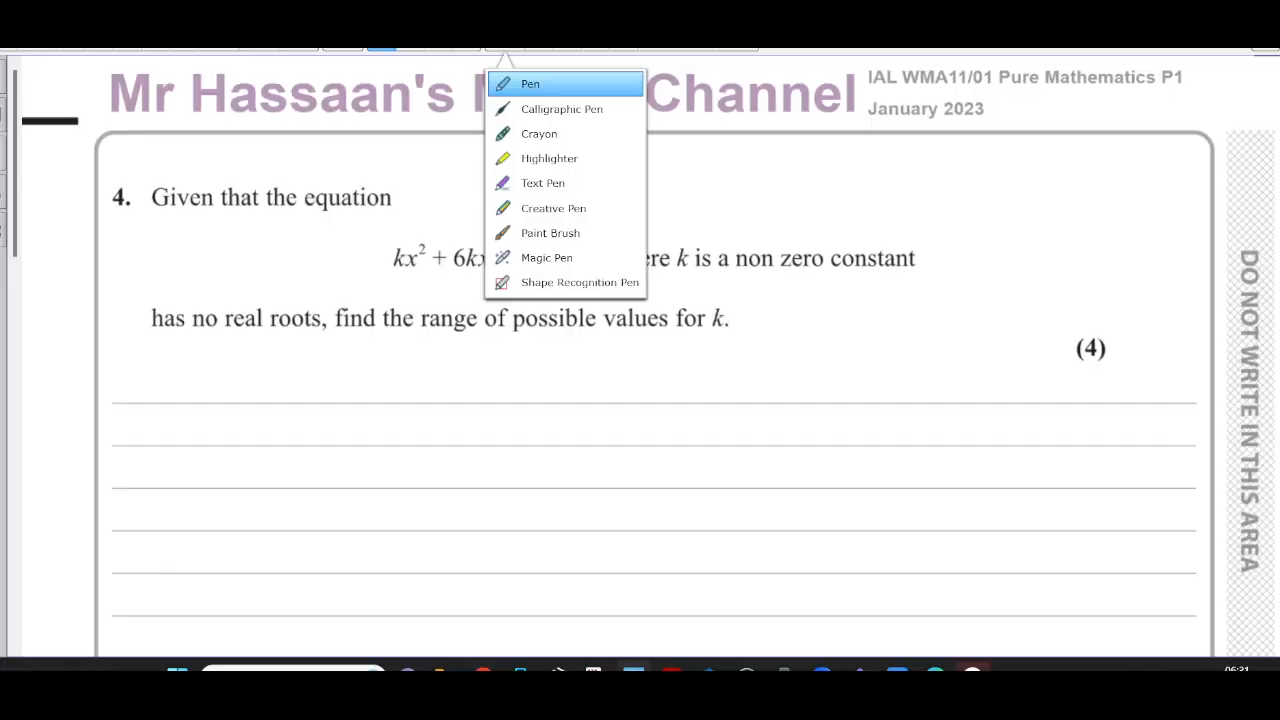 Mr Hassaan's Channel
IAL WMA11/01 Pure Mathematics P1
January 2023
Pen
Calligraphic Pen
Crayon
Highlighter
Text Pen
Creative Pen
Paint Brush
Magic Pen
Shape Recognition Pen
4. Given that the equation
kx² + 6kx k is a non zero constant
has no real roots, find the range of possible values for k.
(4)
DO NOT WRITE IN THIS AREA